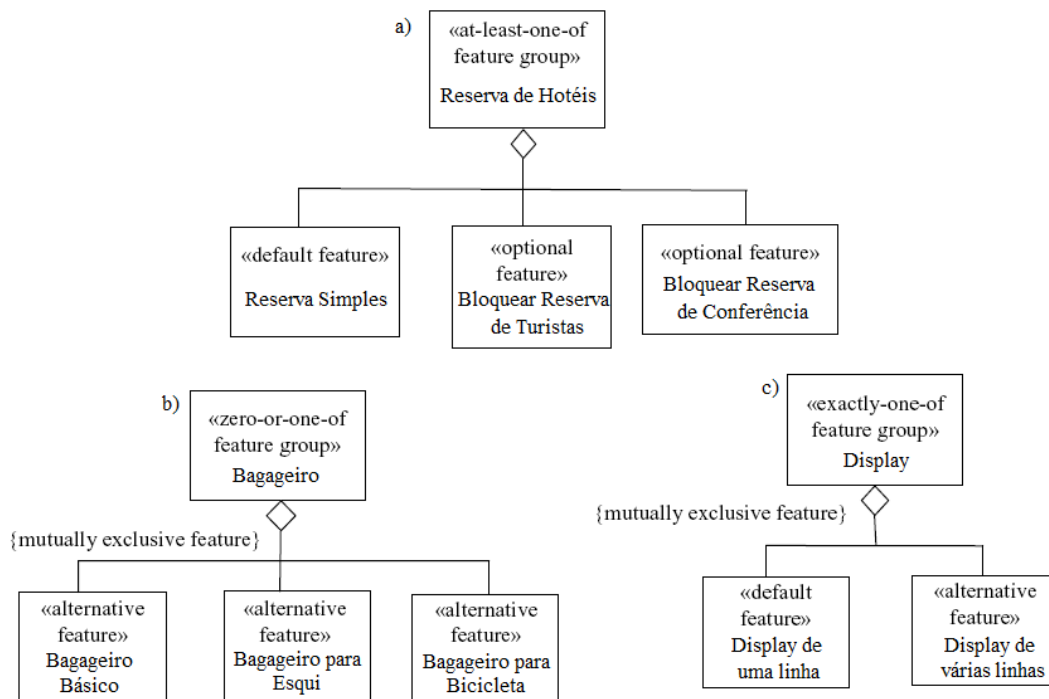 a)
«at-least-one-of
feature group»
Reserva de Hotéis
«default feature»
Reserva Simples
«optional
feature»
Bloquear Reserva
de Turistas
«optional feature»
Bloquear Reserva
de Conferência
b)
«zero-or-one-of
feature group»
Bagageiro
{mutually exclusive feature}
«alternative
feature»
Bagageiro
Básico
«alternative
feature»
Bagageiro para
Esqui
«alternative
feature»
Bagageiro para
Bicicleta
c)
«exactly-one-of
feature group»
Display
{mutually exclusive feature}
«default
feature»
Display de
uma linha
«alternative
feature»
Display de
várias linhas